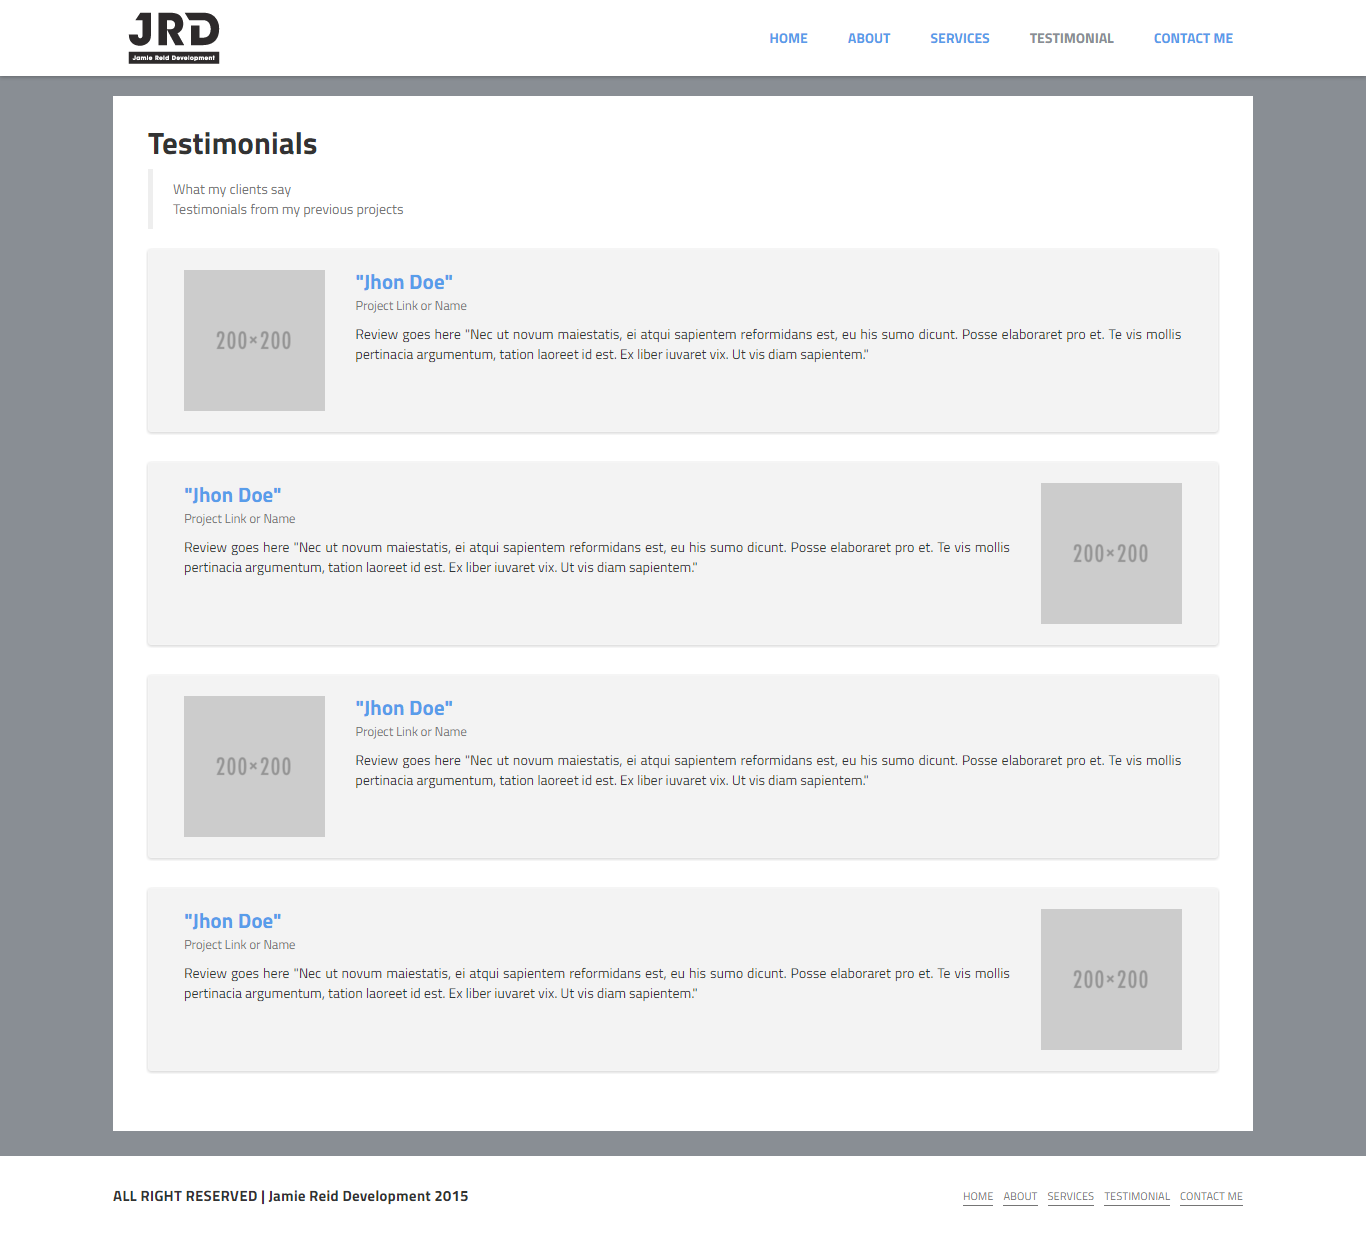 JRD
Jamie Reid Development
HOME ABOUT SERVICES TESTIMONIAL CONTACT ME
Testimonials
What my clients say
Testimonials from my previous projects
200×200
"Jhon Doe"
Project Link or Name
Review goes here "Nec ut novum maiestatis, ei atqui sapientem reformidans est, eu his sumo dicunt. Posse elaboraret pro et. Te vis mollis
pertinacia argumentum, tation laoreet id est. Ex liber iuvaret vix. Ut vis diam sapientem."
"Jhon Doe"
Project Link or Name
Review goes here "Nec ut novum maiestatis, ei atqui sapientem reformidans est, eu his sumo dicunt. Posse elaboraret pro et. Te vis mollis
pertinacia argumentum, tation laoreet id est. Ex liber iuvaret vix. Ut vis diam sapientem."
200×200
200×200
"Jhon Doe"
Project Link or Name
Review goes here "Nec ut novum maiestatis, ei atqui sapientem reformidans est, eu his sumo dicunt. Posse elaboraret pro et. Te vis mollis
pertinacia argumentum, tation laoreet id est. Ex liber iuvaret vix. Ut vis diam sapientem."
"Jhon Doe"
Project Link or Name
Review goes here "Nec ut novum maiestatis, ei atqui sapientem reformidans est, eu his sumo dicunt. Posse elaboraret pro et. Te vis mollis
pertinacia argumentum, tation laoreet id est. Ex liber iuvaret vix. Ut vis diam sapientem."
200×200
ALL RIGHT RESERVED | Jamie Reid Development 2015
HOME ABOUT SERVICES TESTIMONIAL CONTACT ME